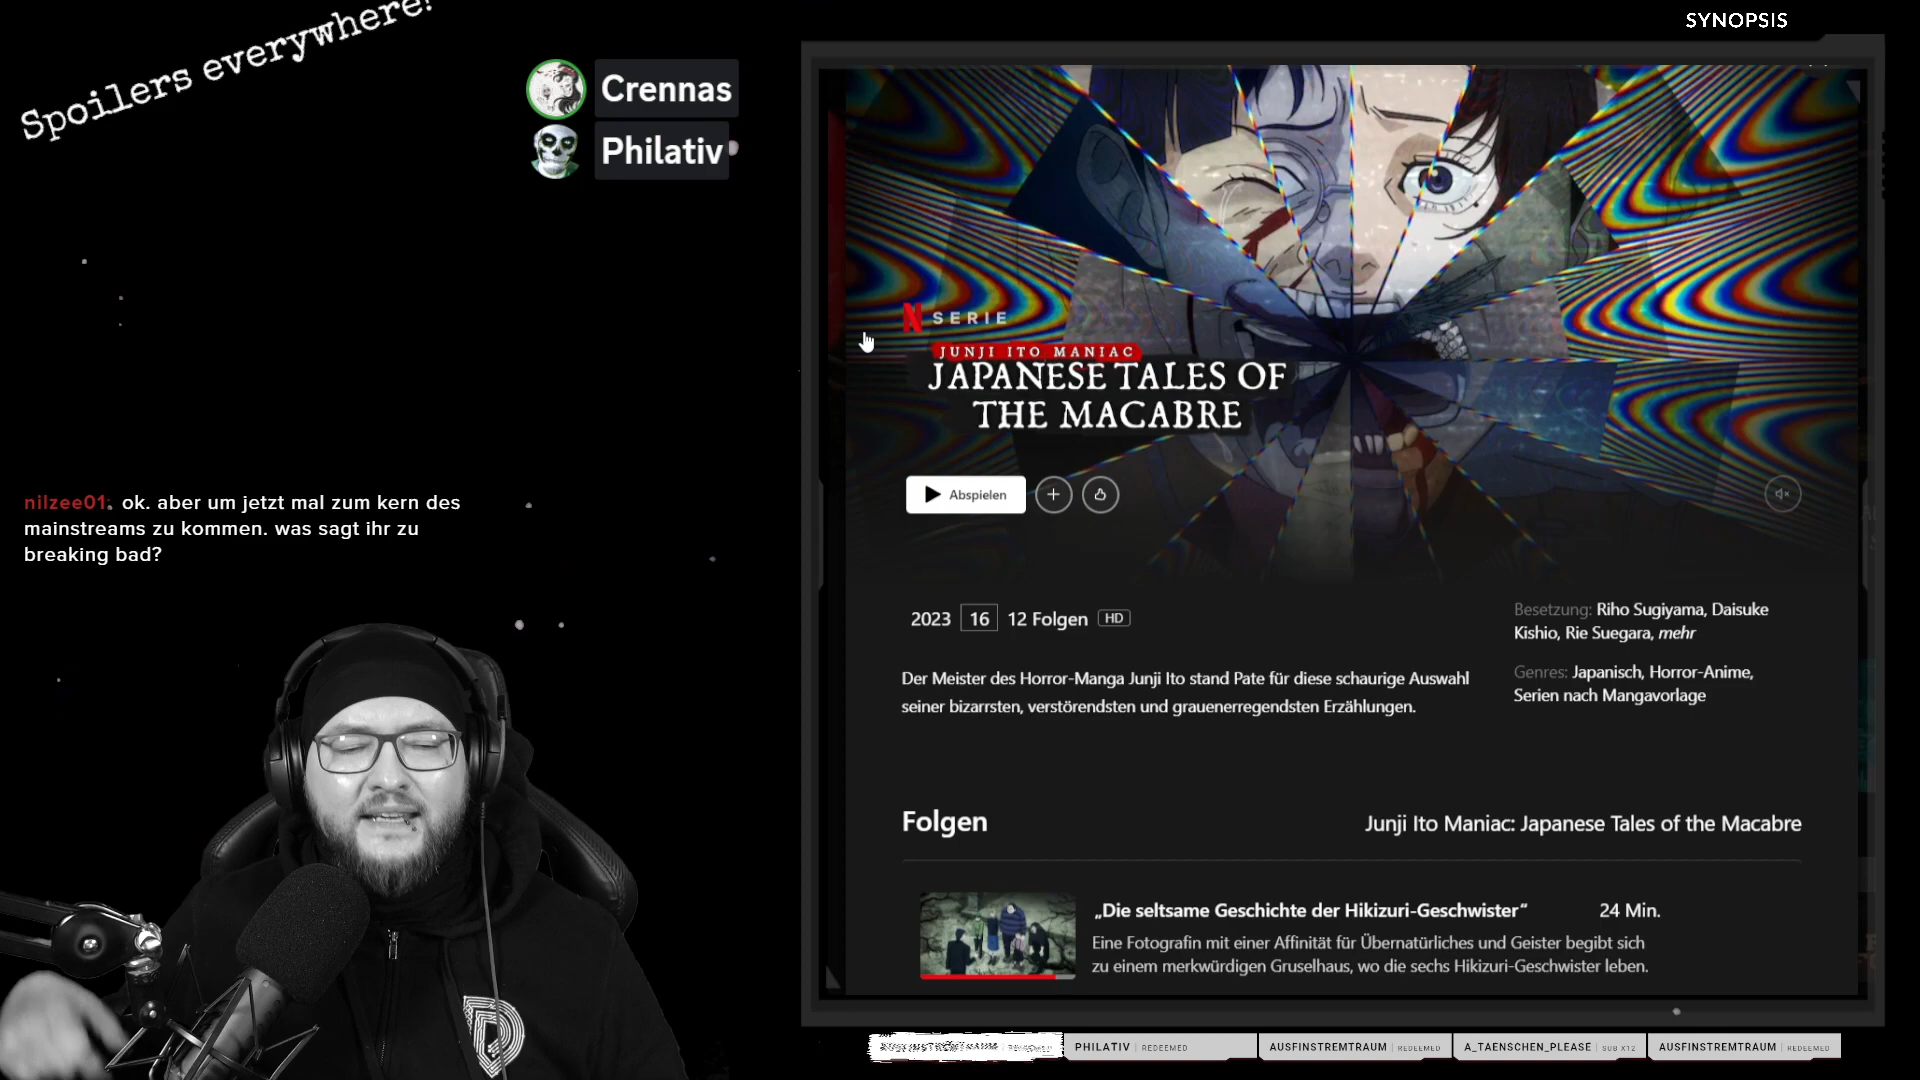 Spoilers everywhere!
SYNOPSIS
Crennas
Philativ
N SERIE
JUNJI ITO MANIAC
JAPANESE TALES OF
THE MACABRE
Abspielen
nilzee01: ok. aber um jetzt mal zum kern des
mainstreams zu kommen. was sagt ihr zu
breaking bad?
2023 16 12 Folgen HD
Besetzung: Riho Sugiyama, Daisuke
Kishio, Rie Suegara, mehr
Genres: Japanisch, Horror-Anime,
Serien nach Mangavorlage
Der Meister des Horror-Manga Junji Ito stand Pate für diese schaurige Auswahl
seiner bizarrsten, verstörendsten und grauenerregendsten Erzählungen.
Folgen
Junji Ito Maniac: Japanese Tales of the Macabre
„Die seltsame Geschichte der Hikizuri-Geschwister“ 24 Min.
Eine Fotografin mit einer Affinität für Übernatürliches und Geister begibt sich
zu einem merkwürdigen Gruselhaus, wo die sechs Hikizuri-Geschwister leben.
PHILATIV | REDEEMED
AUSFINSTREMTRAUM | REDEEMED
A_TAENSCHEN_PLEASE | SUB X12
AUSFINSTREMTRAUM | REDEEMED